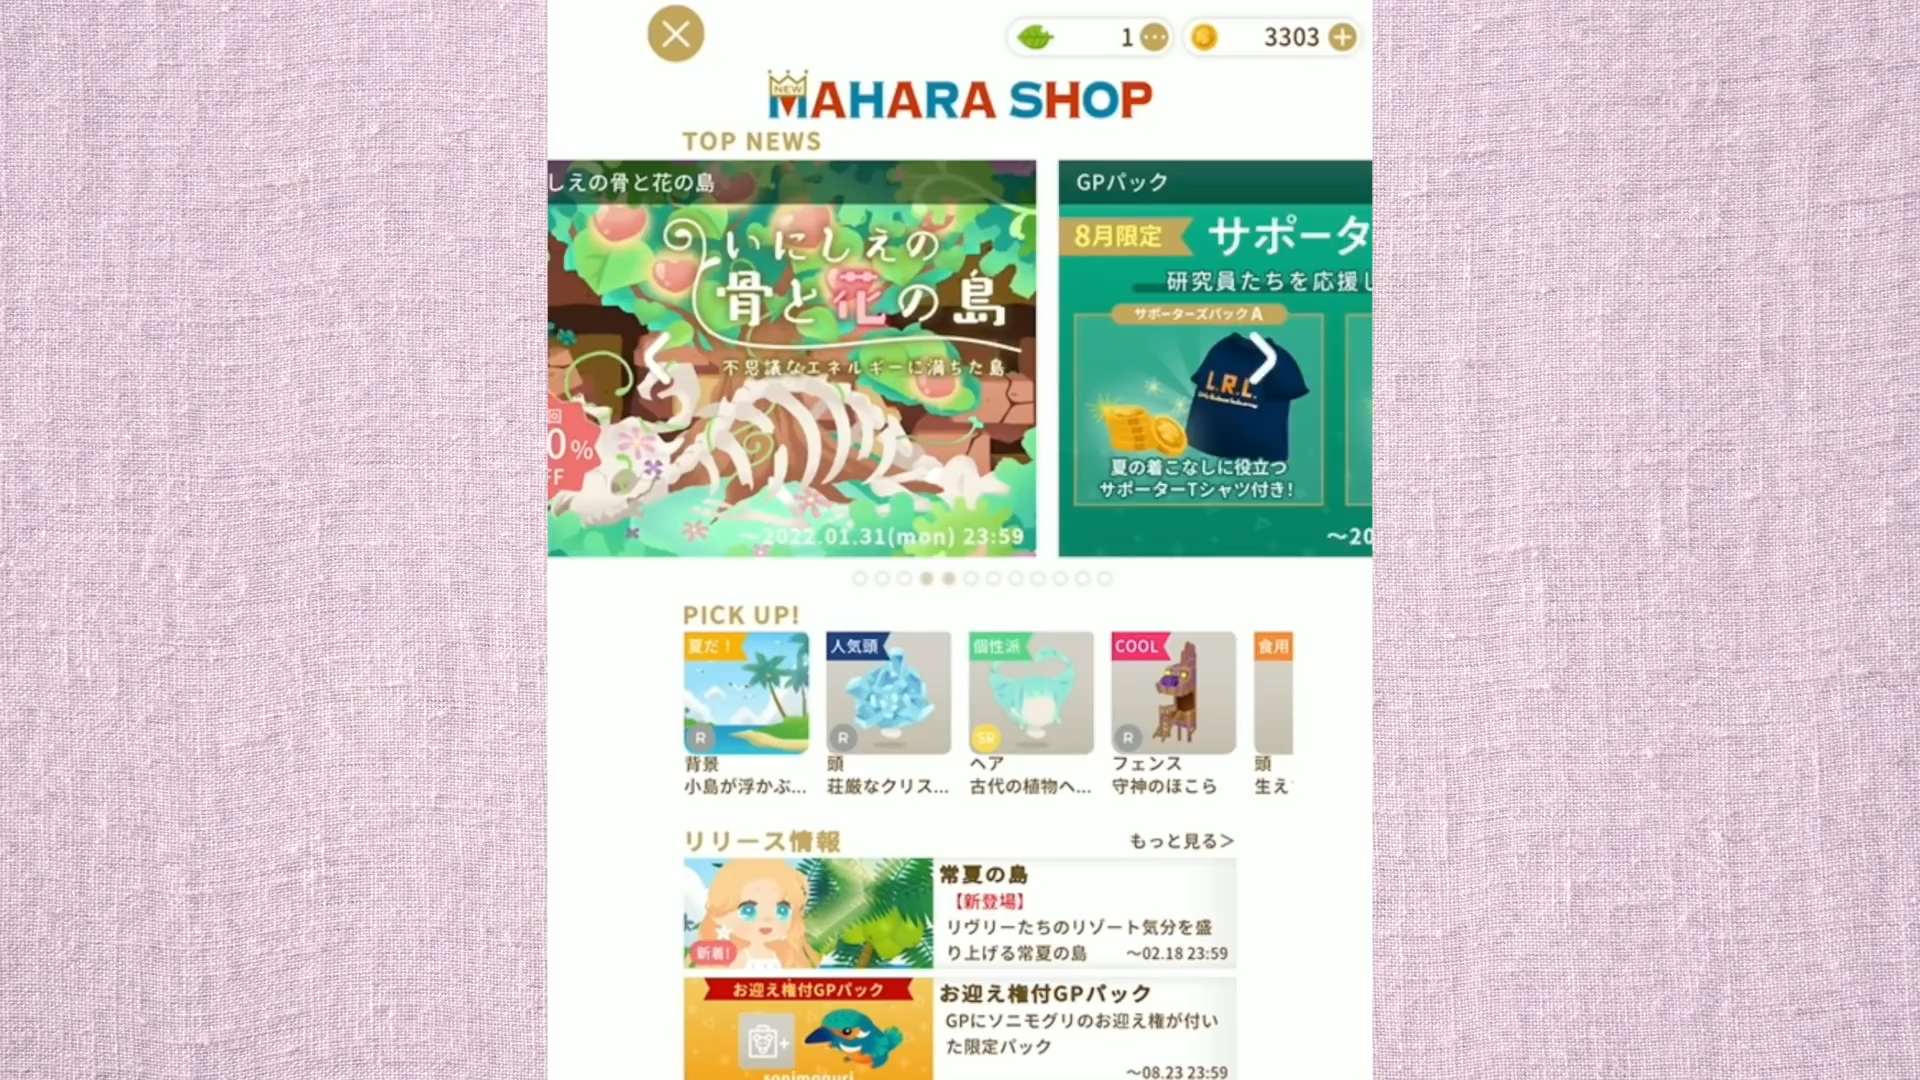 1
3303
NEW
MAHARA SHOP
TOP NEWS
しえの骨と花の島
いにしえの
骨と花の島
不思議なエネルギーに満ちた島
0%
FF
~2022.01.31(mon) 23:59
GPパック
8月限定
サポータ
研究員たちを応援し
サポーターズパックA
L.R.L.
夏の着こなしに役立つ
サポーターTシャツ付き!
~20
PICK UP!
夏だ!
R
背景
小島が浮かぶ...
人気頭
R
頭
荘厳なクリス...
個性派
SR
ヘア
古代の植物ヘ...
COOL
R
フェンス
守神のほこら
食用
頭
生え
リリース情報
もっと見る>
新着!
常夏の島
【新登場】
リヴリーたちのリゾート気分を盛
り上げる常夏の島
~02.18 23:59
お迎え権付GPパック
sonimoguri
お迎え権付GPパック
GPにソニモグリのお迎え権が付い
た限定パック
~08.23 23:59